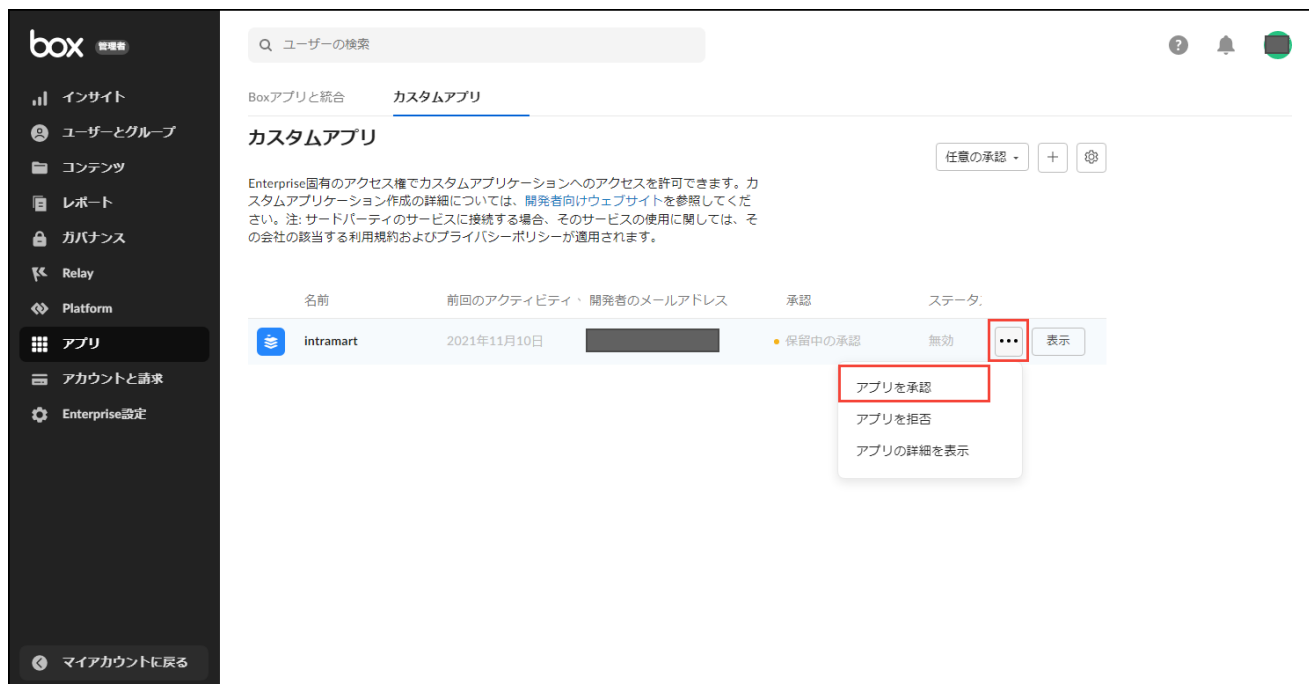 box 管理者
ユーザーの検索
インサイト
ユーザーとグループ
コンテンツ
レポート
ガバナンス
Relay
Platform
アプリ
アカウントと請求
Enterprise設定
マイアカウントに戻る
Boxアプリと統合 カスタムアプリ
カスタムアプリ
任意の承認
Enterprise固有のアクセス権でカスタムアプリケーションへのアクセスを許可できます。カ
スタムアプリケーション作成の詳細については、開発者向けウェブサイトを参照してくだ
さい。注: サードパーティのサービスに接続する場合、そのサービスの使用に関しては、そ
の会社の該当する利用規約およびプライバシーポリシーが適用されます。
名前 前回のアクティビティ 開発者のメールアドレス 承認 ステータ
intramart 2021年11月10日 保留中の承認 無効 ••• 表示
アプリを承認
アプリを拒否
アプリの詳細を表示